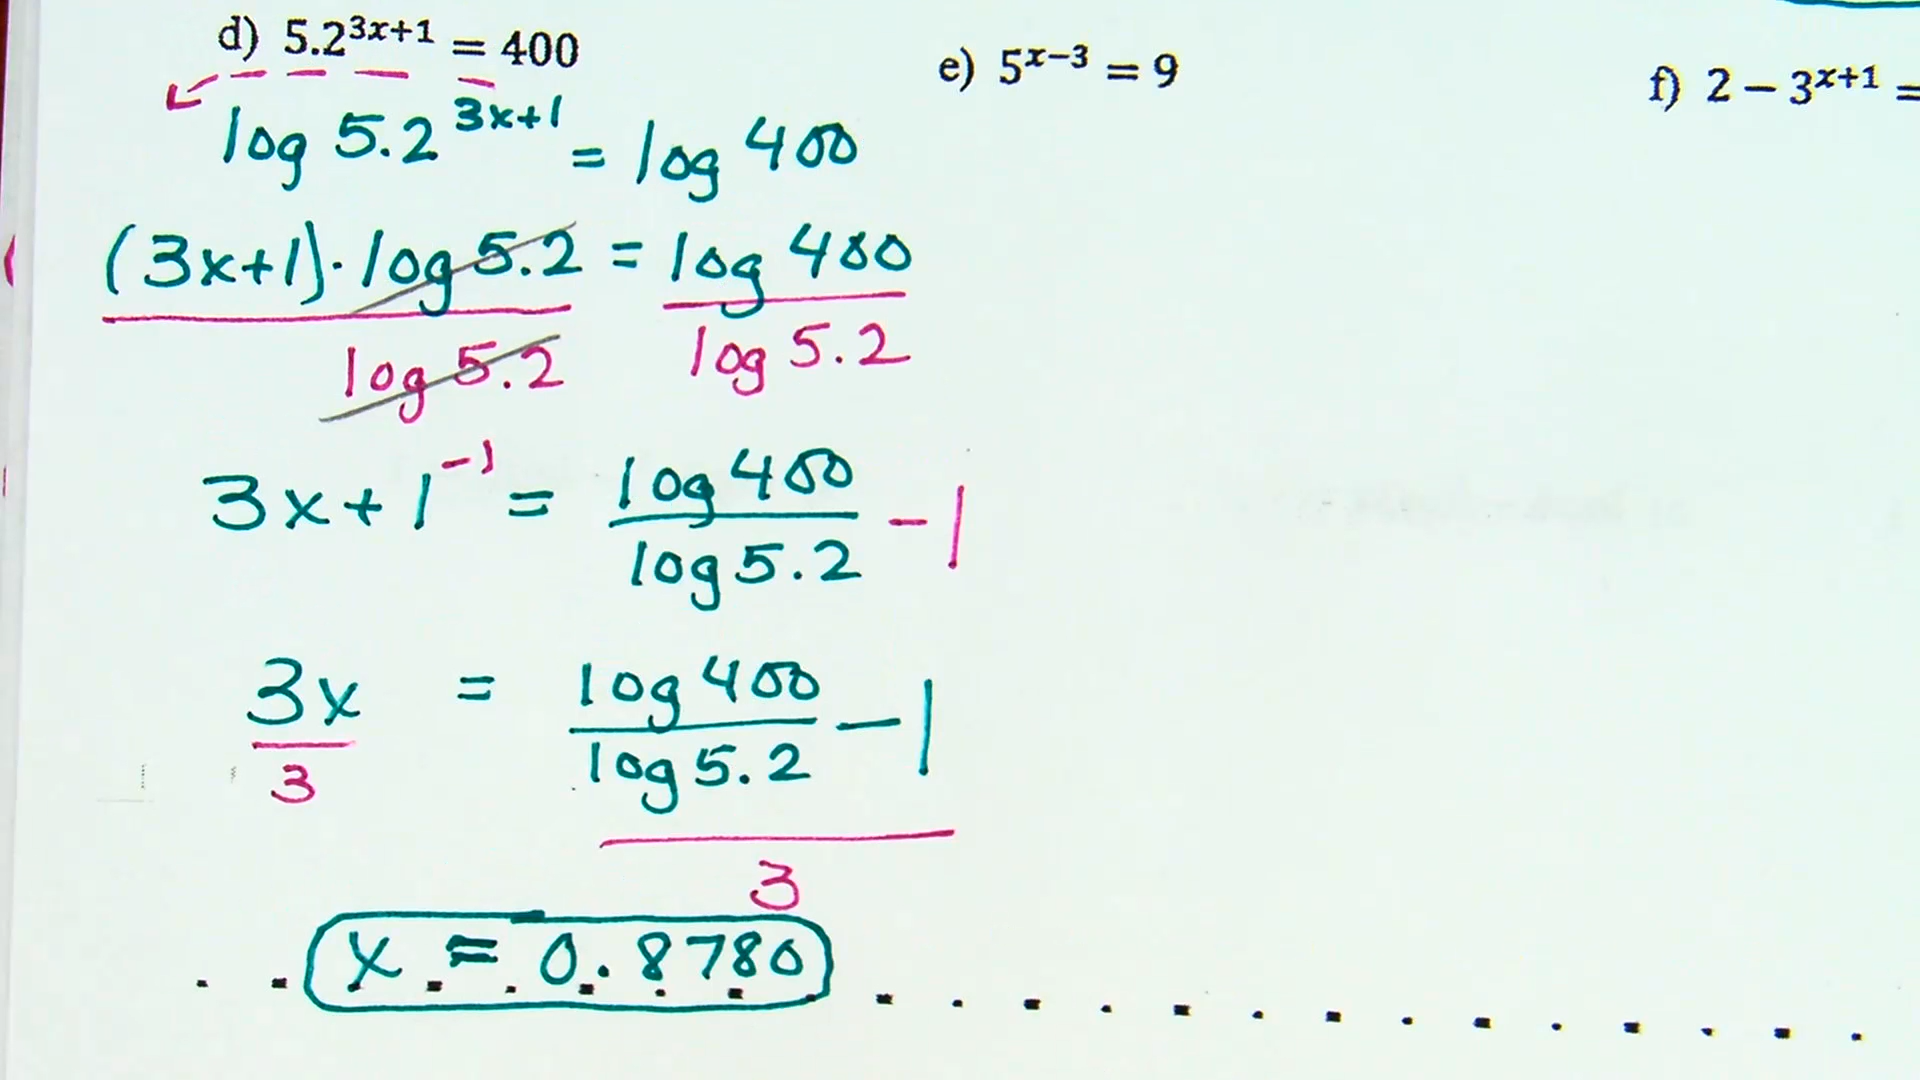 d) 5.2^{3x+1} = 400
e) 5^{x−3} = 9
f) 2 − 3^{x+1} =
log 5.2^{3x+1} = log 400
(3x+1)·log 5.2 = log 400
log 5.2 log 5.2
3x+1 −1 = log 400 − 1
log 5.2
3x = log 400 − 1
3 log 5.2
3
x = 0.8780